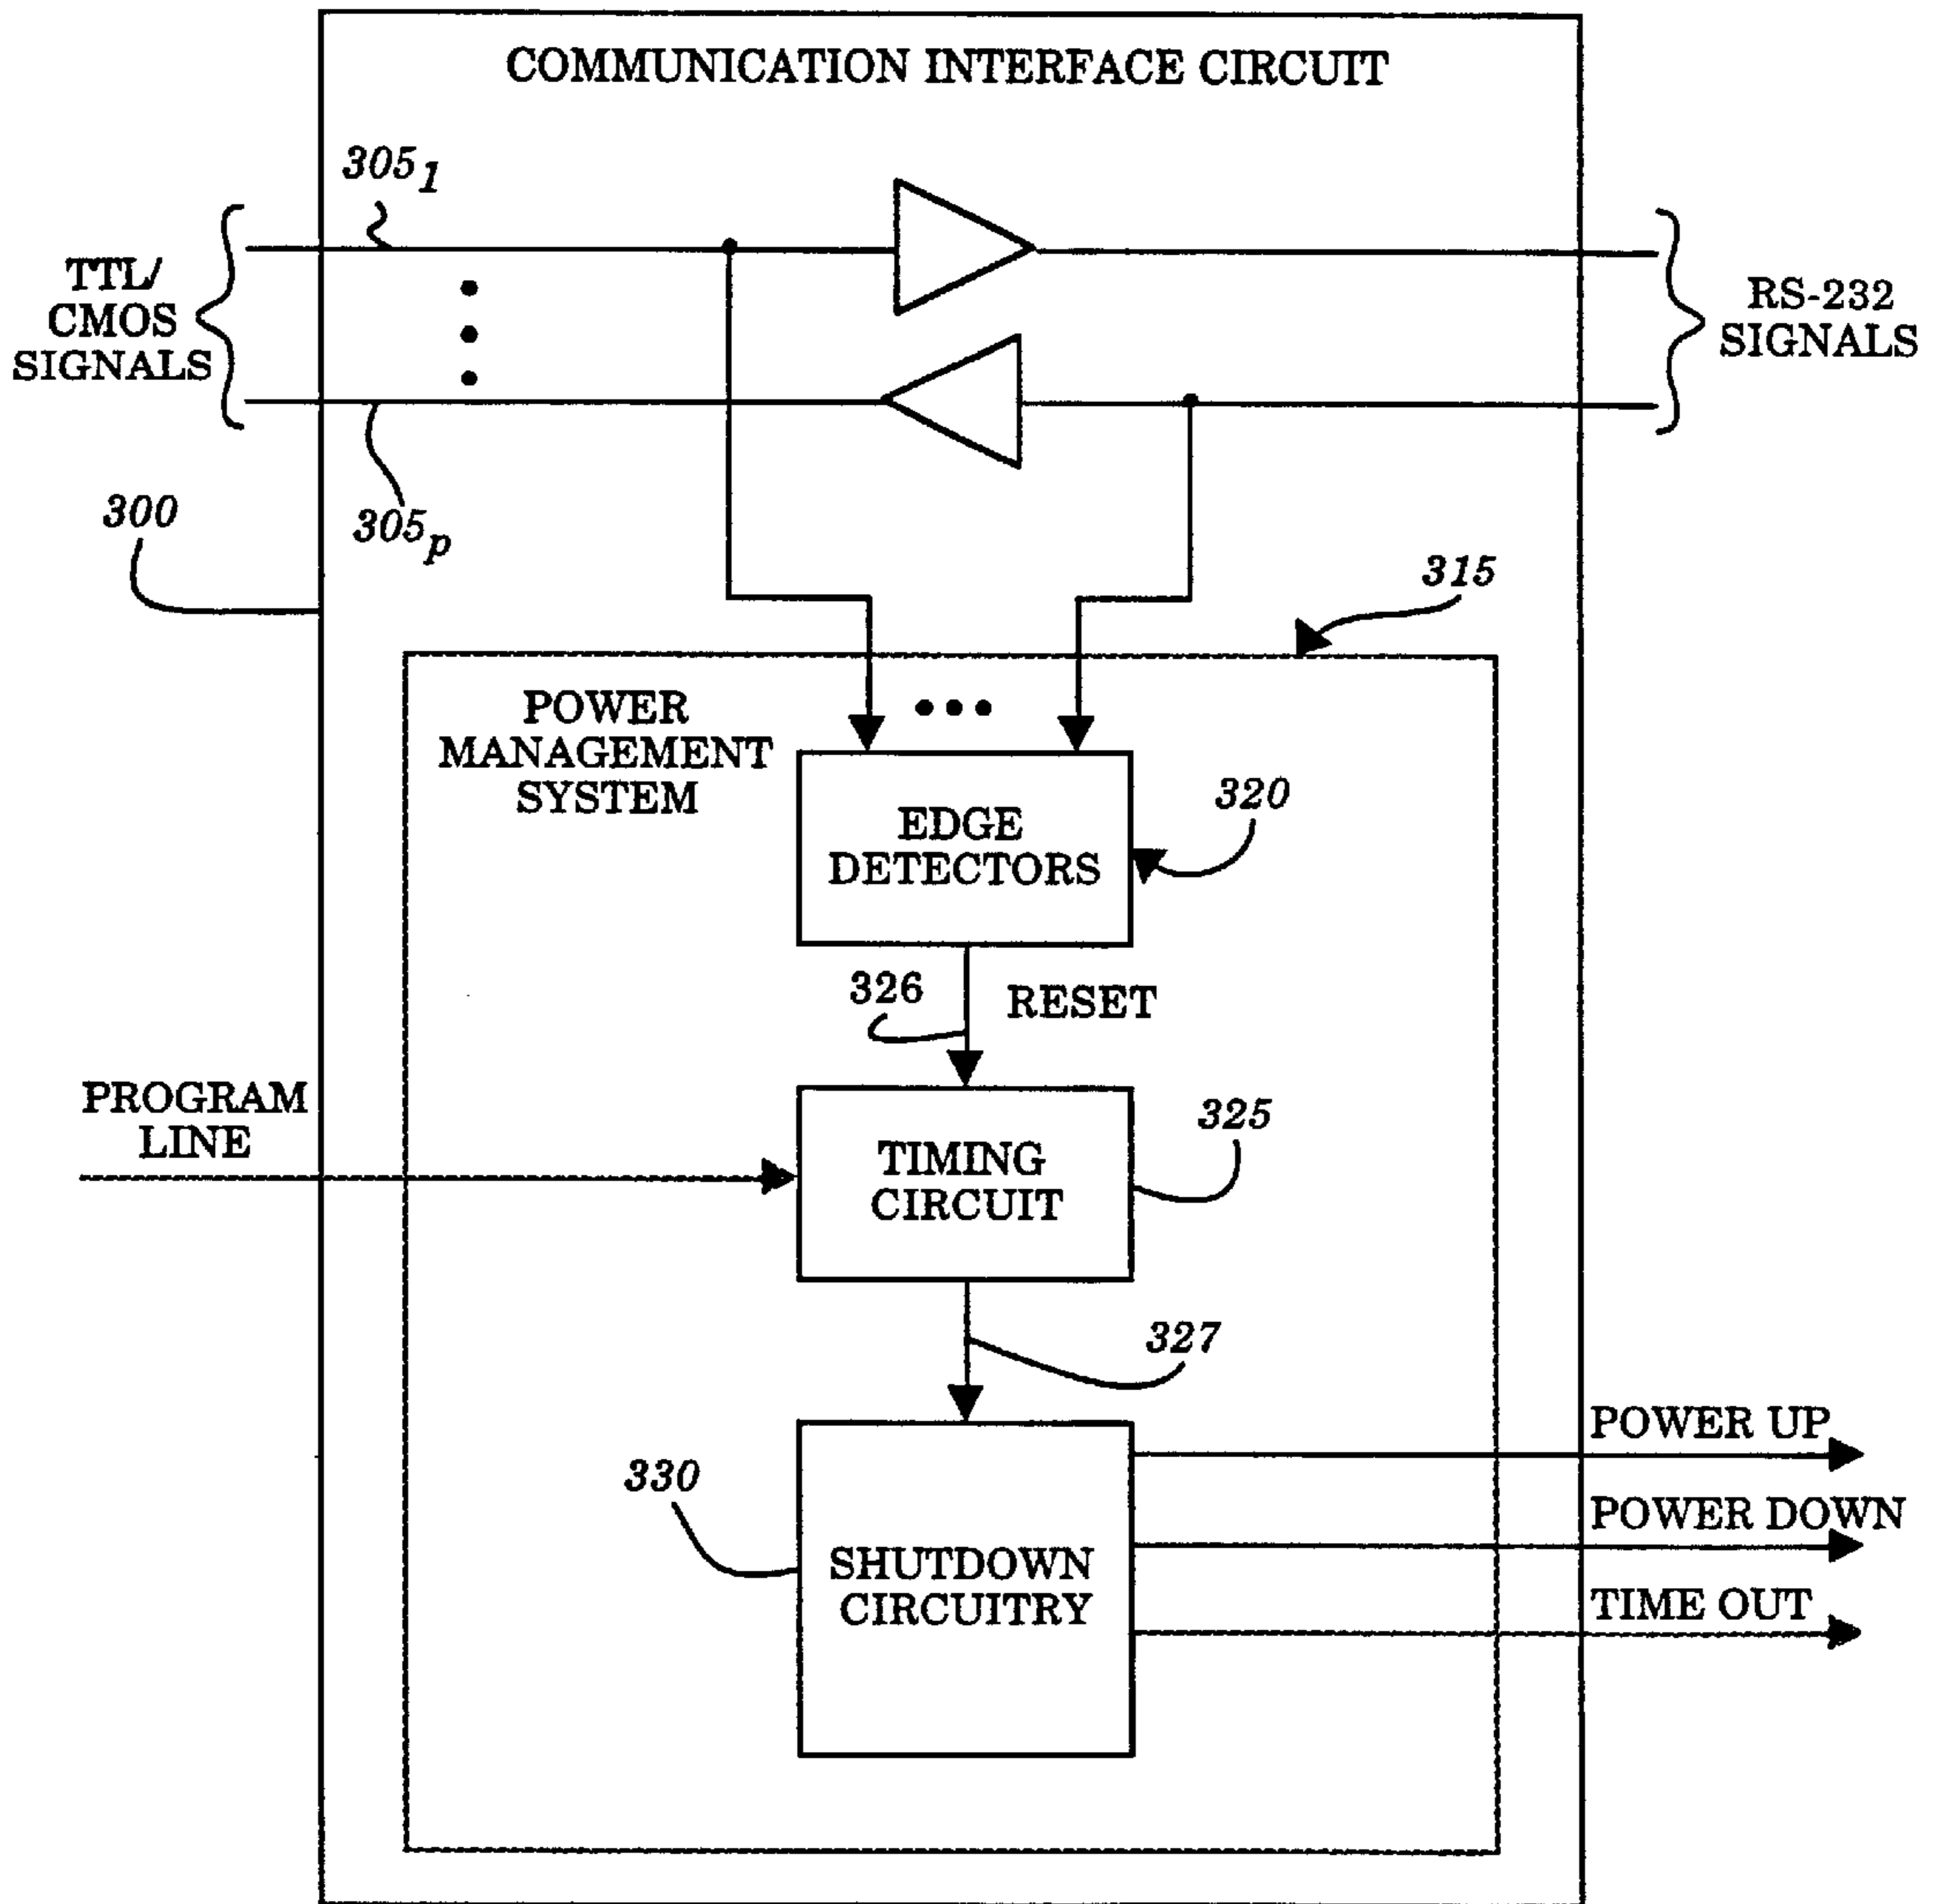 COMMUNICATION INTERFACE CIRCUIT
305₁
TTL/
CMOS
SIGNALS
RS-232
SIGNALS
305ₚ
300
315
POWER
MANAGEMENT
SYSTEM
320
EDGE
DETECTORS
326
RESET
PROGRAM
LINE
325
TIMING
CIRCUIT
327
330
SHUTDOWN
CIRCUITRY
POWER UP
POWER DOWN
TIME OUT